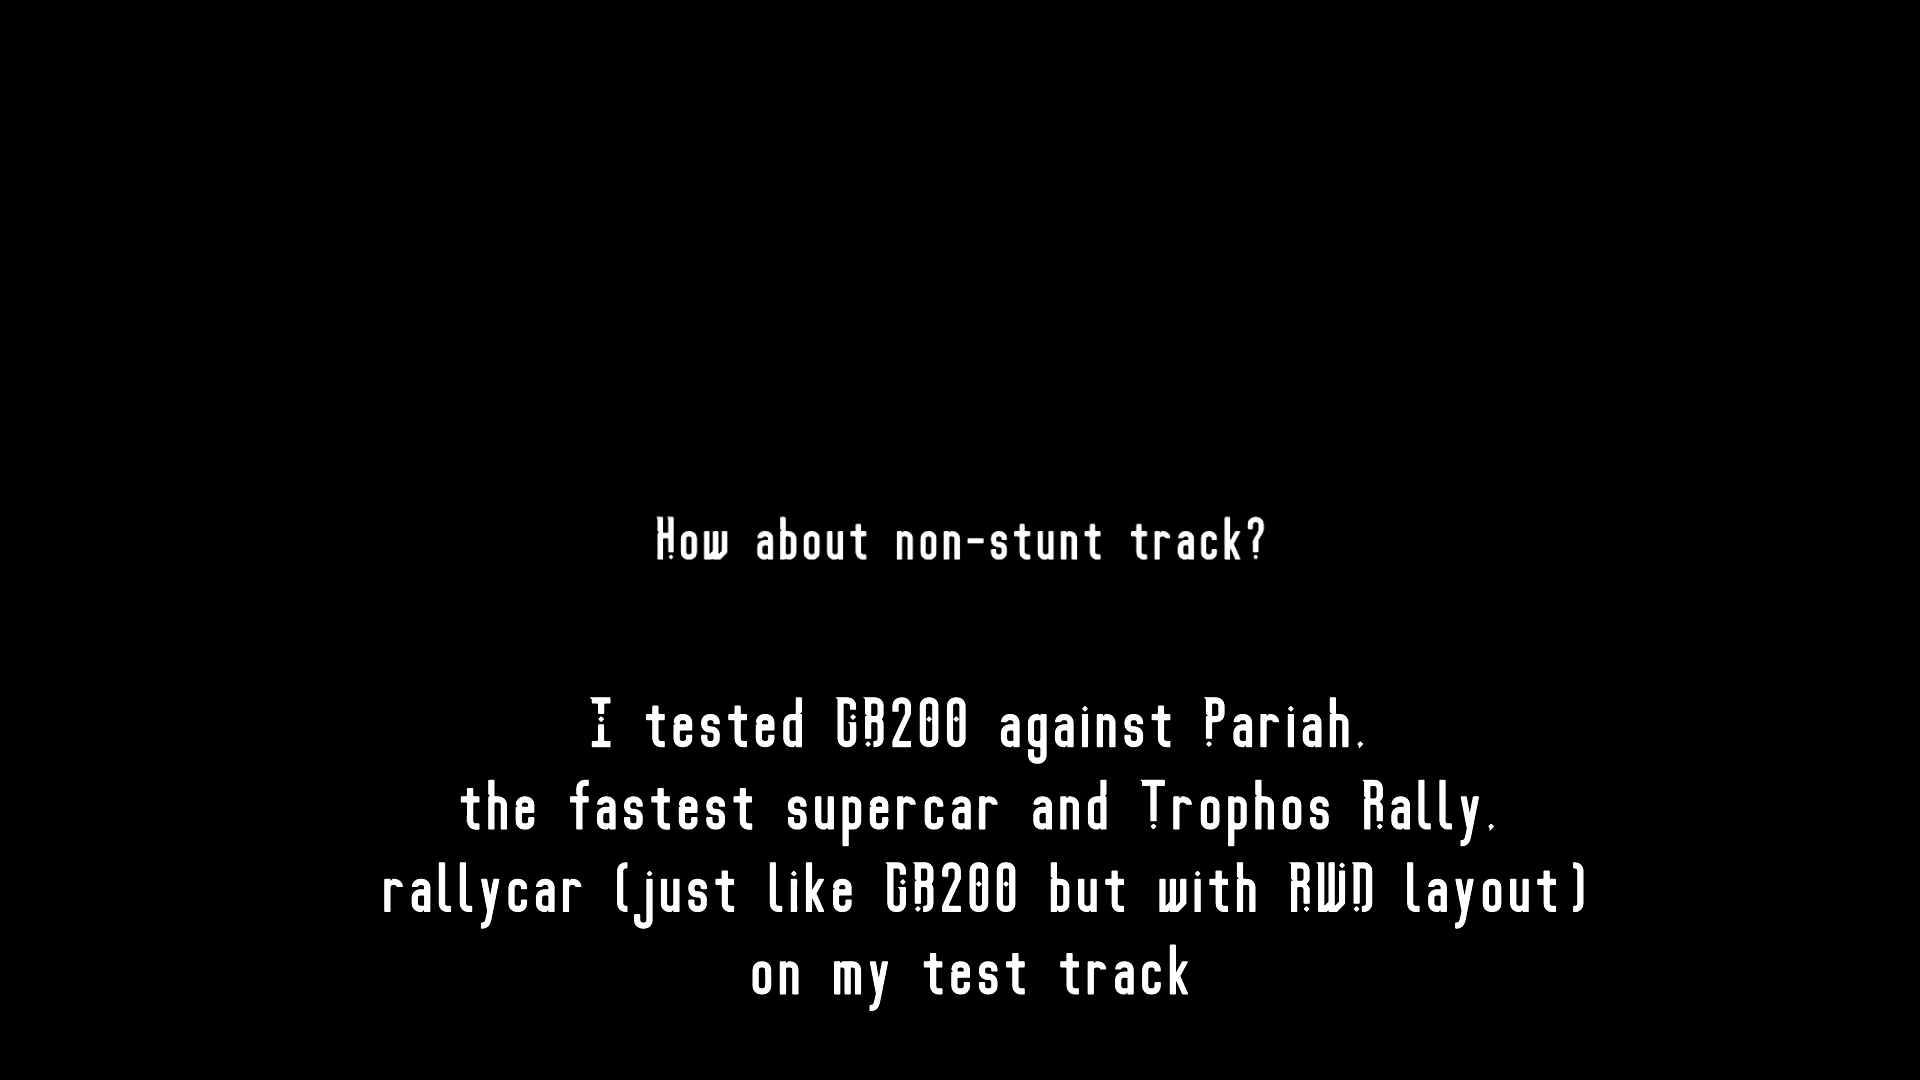 How about non-stunt track?
I tested GB200 against Pariah,
the fastest supercar and Trophos Rally,
rallycar (just like GB200 but with RWD layout)
on my test track